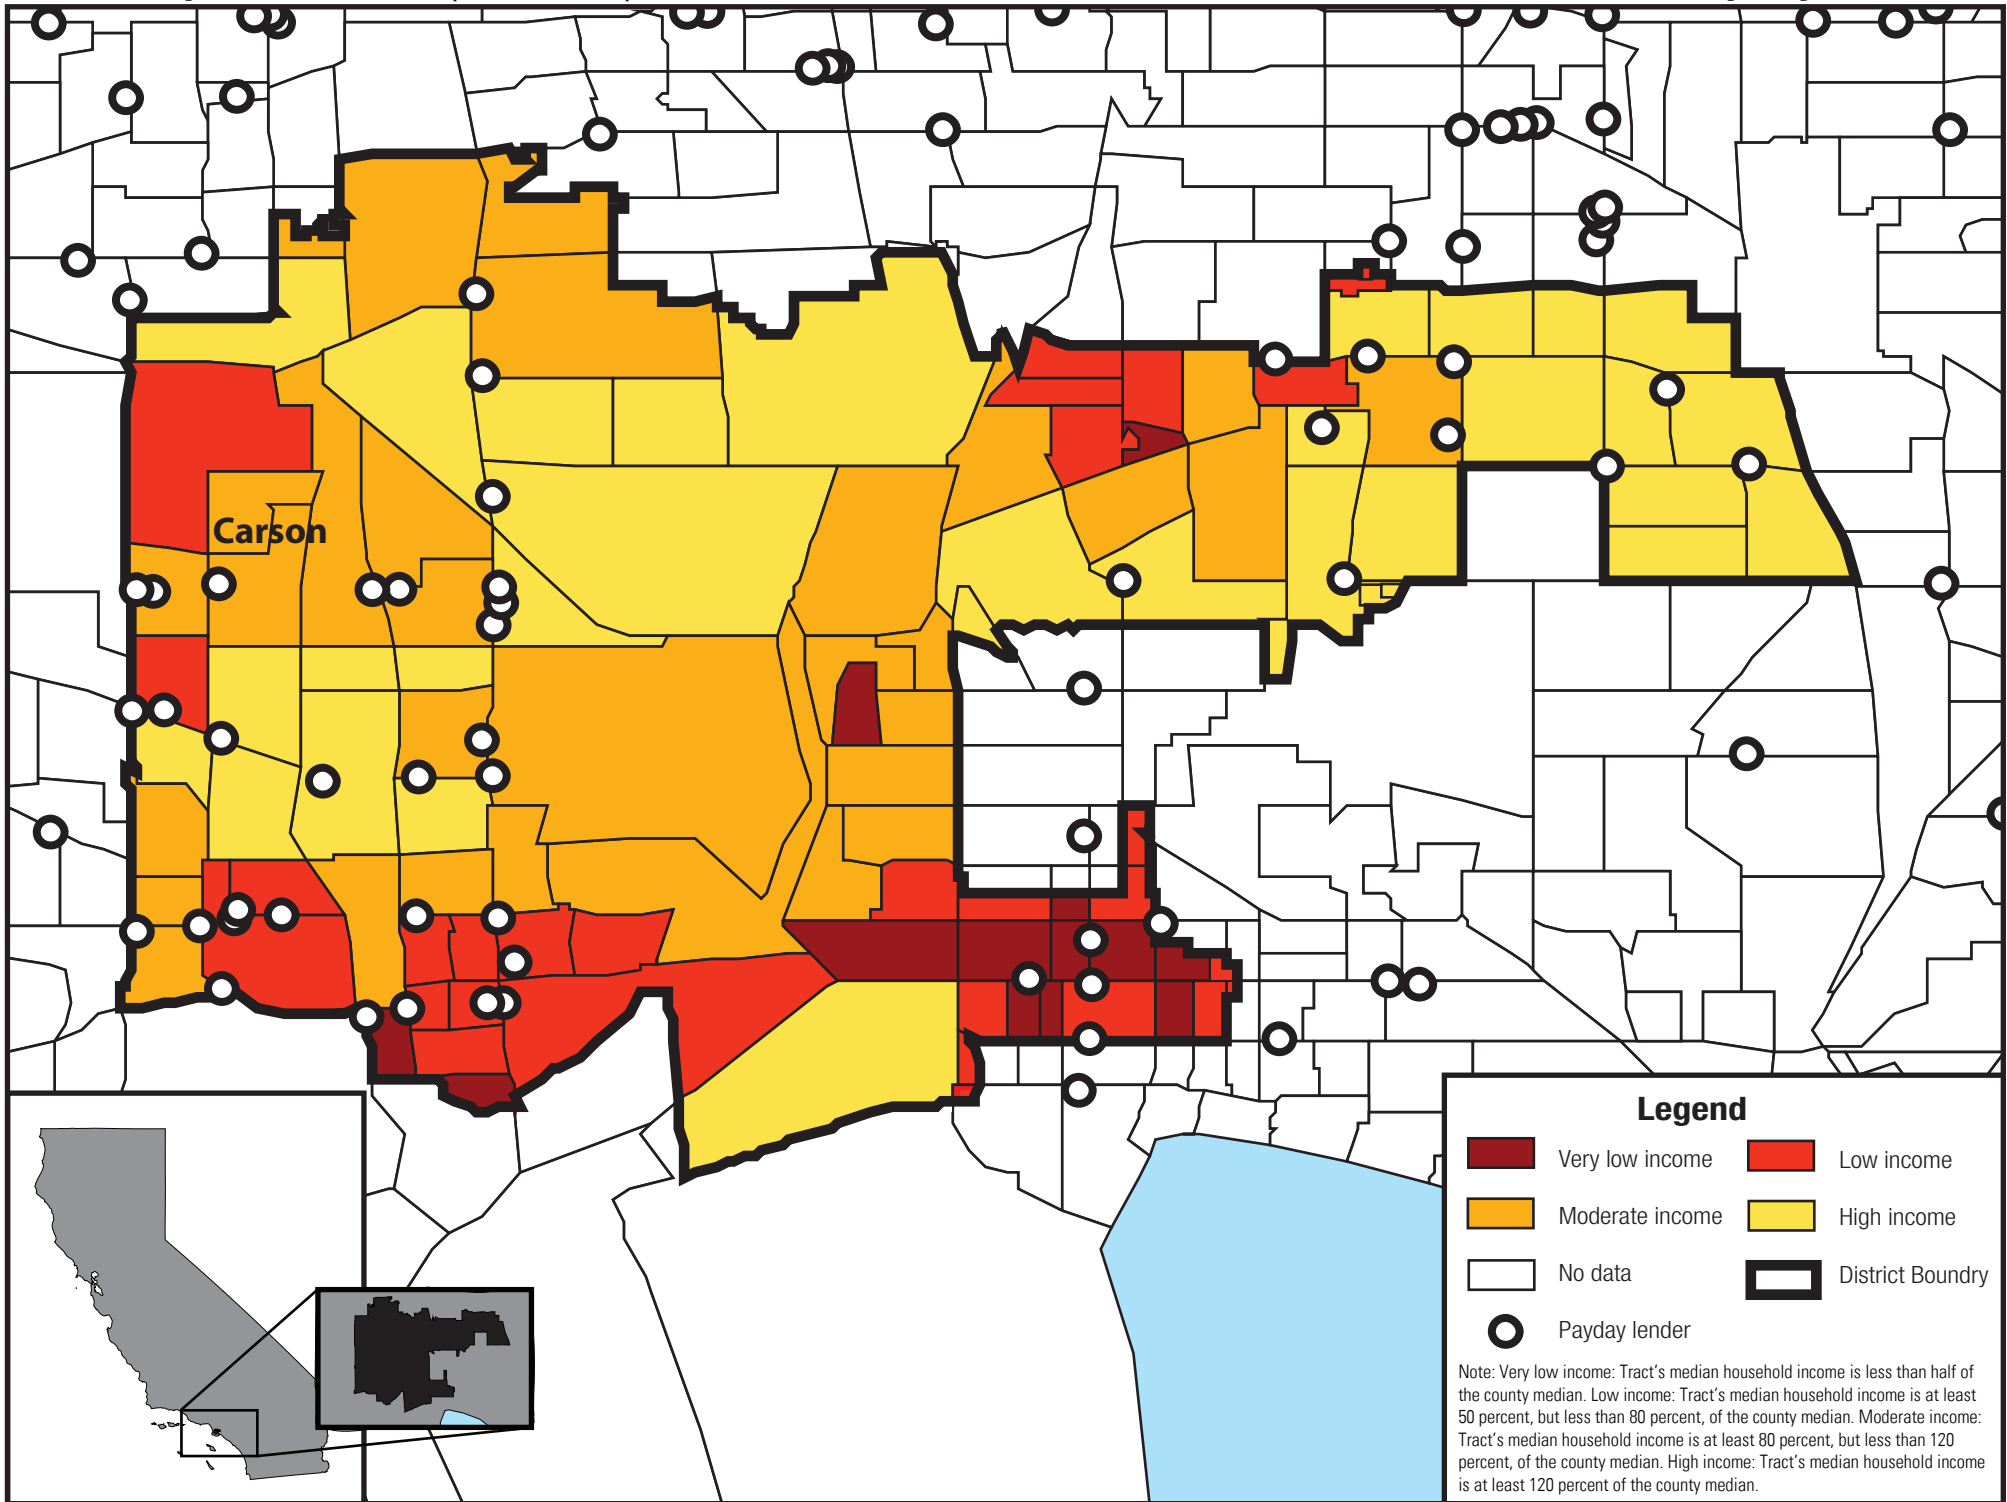 Carson
Legend
Very low income
Low income
Moderate income
High income
No data
District Boundry
Payday lender
Note: Very low income: Tract's median household income is less than half of
the county median. Low income: Tract's median household income is at least
50 percent, but less than 80 percent, of the county median. Moderate income:
Tract's median household income is at least 80 percent, but less than 120
percent, of the county median. High income: Tract's median household income
is at least 120 percent of the county median.